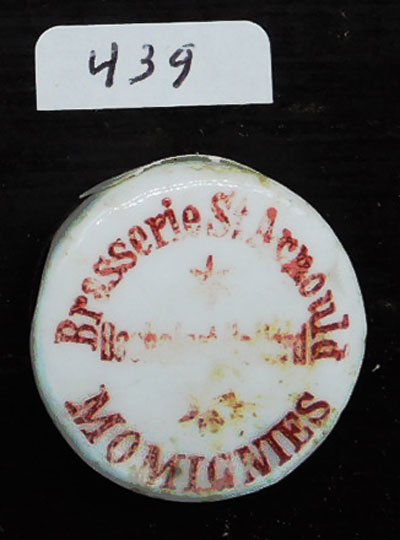 439
Brasserie St Arnould
MOMIGNIES